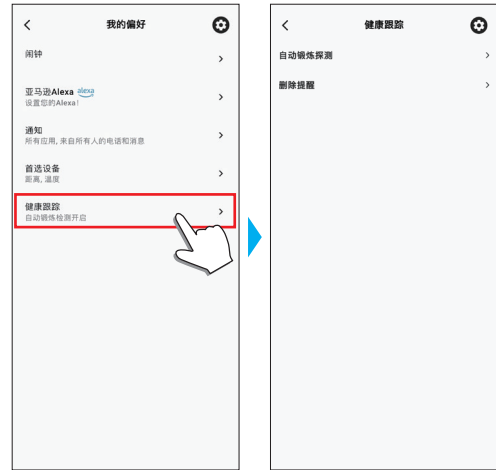 我的偏好
闹钟
亚马逊Alexa alexa
设置您的Alexa!
通知
所有应用, 来自所有人的电话和消息
首选设备
距离, 温度
健康跟踪
自动锻炼检测开启
健康跟踪
自动锻炼探测
删除提醒